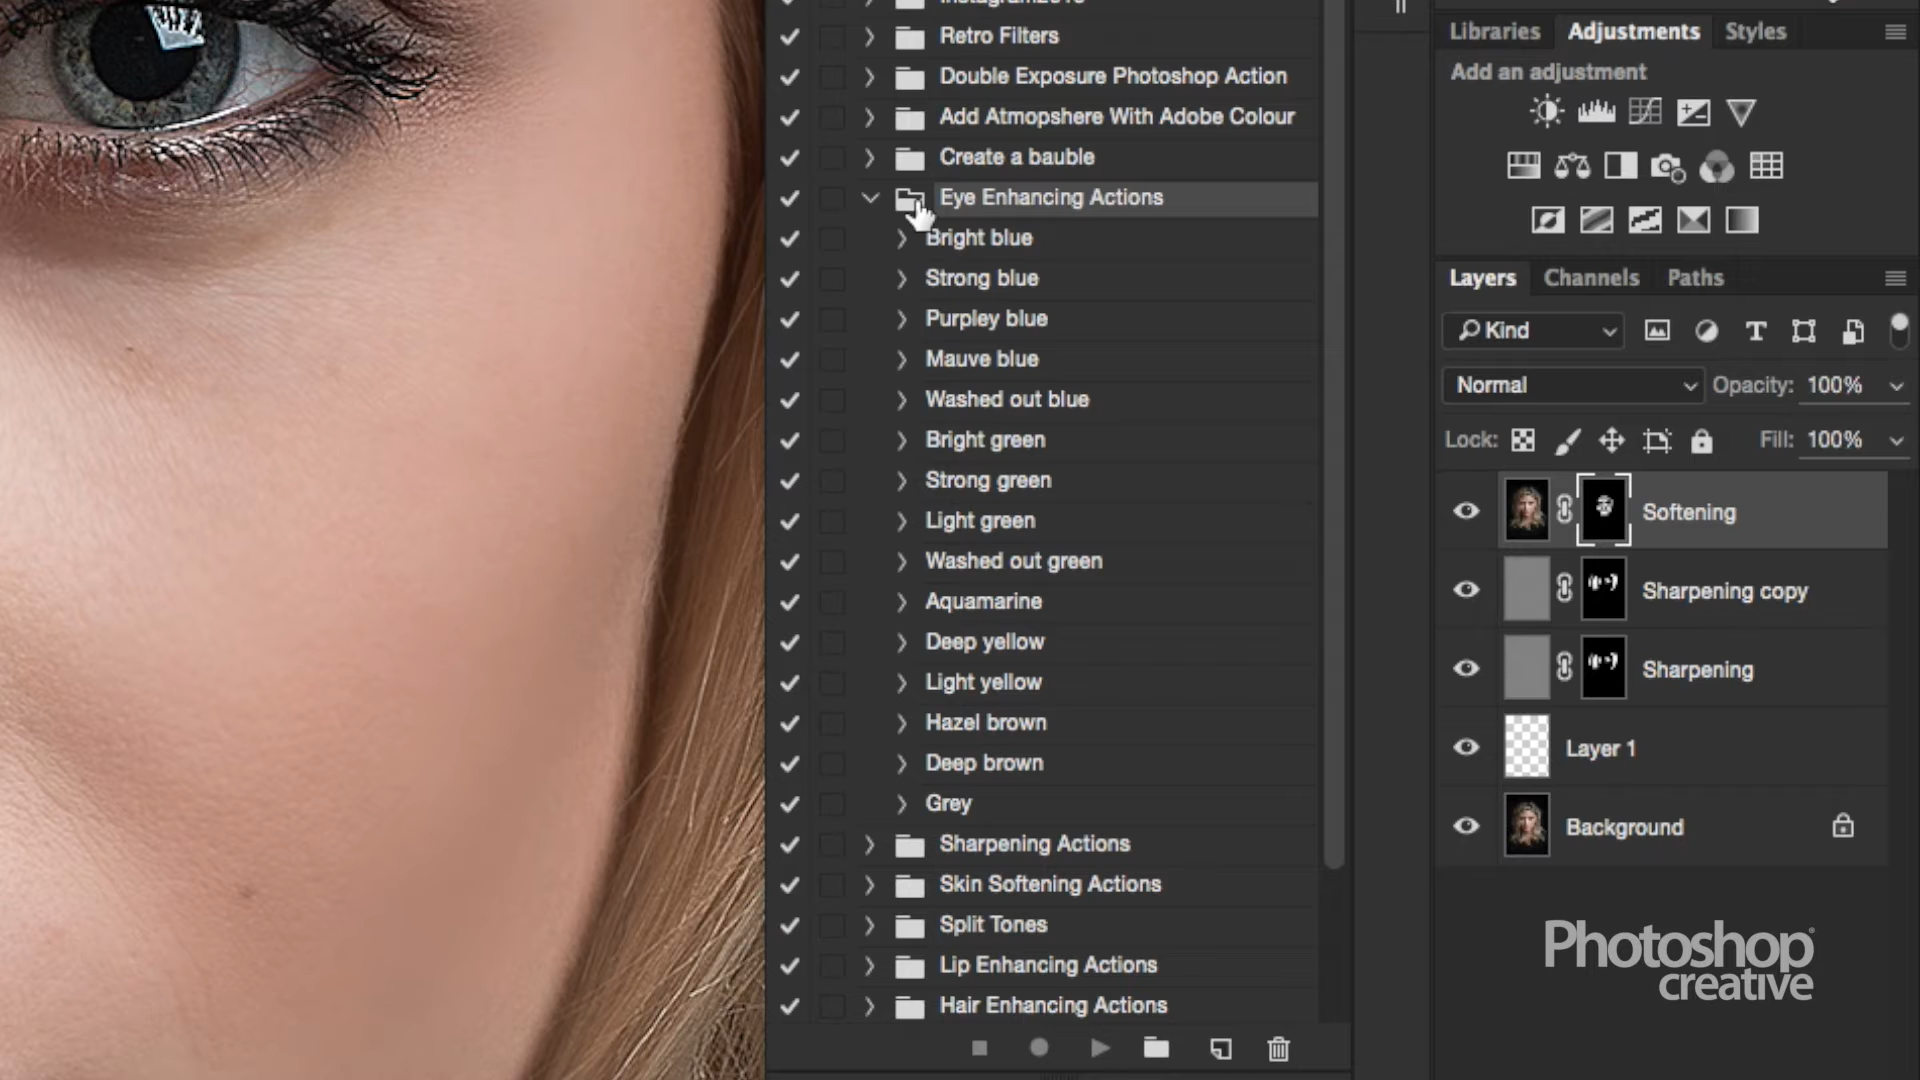 Retro Filters
Double Exposure Photoshop Action
Add Atmopshere With Adobe Colour
Create a bauble
Eye Enhancing Actions
Bright blue
Strong blue
Purpley blue
Mauve blue
Washed out blue
Bright green
Strong green
Light green
Washed out green
Aquamarine
Deep yellow
Light yellow
Hazel brown
Deep brown
Grey
Sharpening Actions
Skin Softening Actions
Split Tones
Lip Enhancing Actions
Hair Enhancing Actions
Libraries Adjustments Styles
Add an adjustment
Layers Channels Paths
Kind
Normal Opacity: 100%
Lock: Fill: 100%
Softening
Sharpening copy
Sharpening
Layer 1
Background
Photoshop
creative